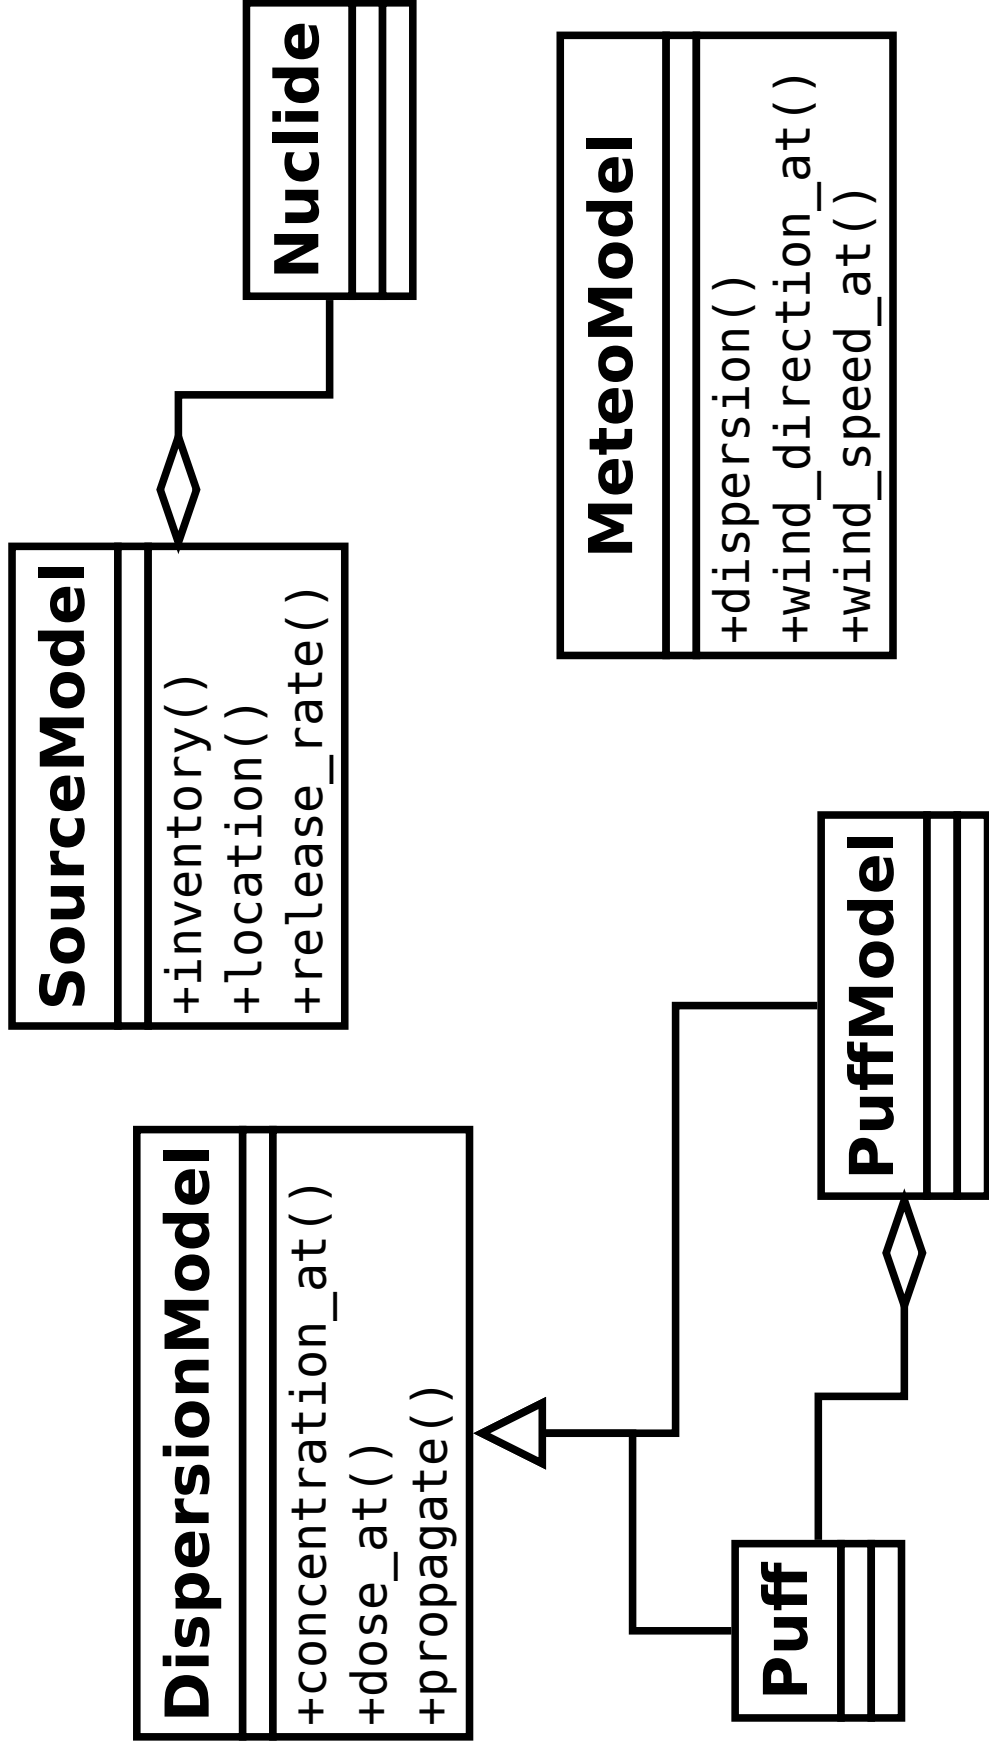 DispersionModel
+concentration_at()
+dose_at()
+propagate()
SourceModel
+inventory()
+location()
+release_rate()
Nuclide
Puff
PuffModel
MeteoModel
+dispersion()
+wind_direction_at()
+wind_speed_at()